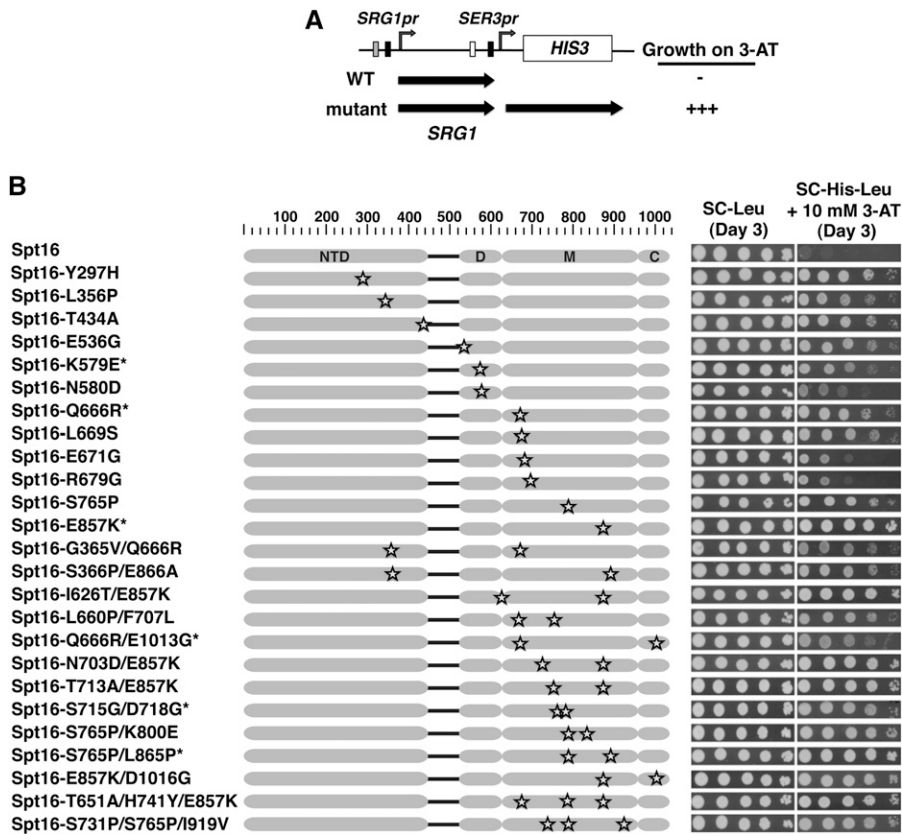 A
SRG1pr SER3pr
HIS3 Growth on 3-AT
WT -
mutant +++
SRG1
B
SC-His-Leu
SC-Leu + 10 mM 3-AT
(Day 3) (Day 3)
100 200 300 400 500 600 700 800 900 1000
Spt16 NTD D M C
Spt16-Y297H
Spt16-L356P
Spt16-T434A
Spt16-E536G
Spt16-K579E*
Spt16-N580D
Spt16-Q666R*
Spt16-L669S
Spt16-E671G
Spt16-R679G
Spt16-S765P
Spt16-E857K*
Spt16-G365V/Q666R
Spt16-S366P/E866A
Spt16-I626T/E857K
Spt16-L660P/F707L
Spt16-Q666R/E1013G*
Spt16-N703D/E857K
Spt16-T713A/E857K
Spt16-S715G/D718G*
Spt16-S765P/K800E
Spt16-S765P/L865P*
Spt16-E857K/D1016G
Spt16-T651A/H741Y/E857K
Spt16-S731P/S765P/I919V